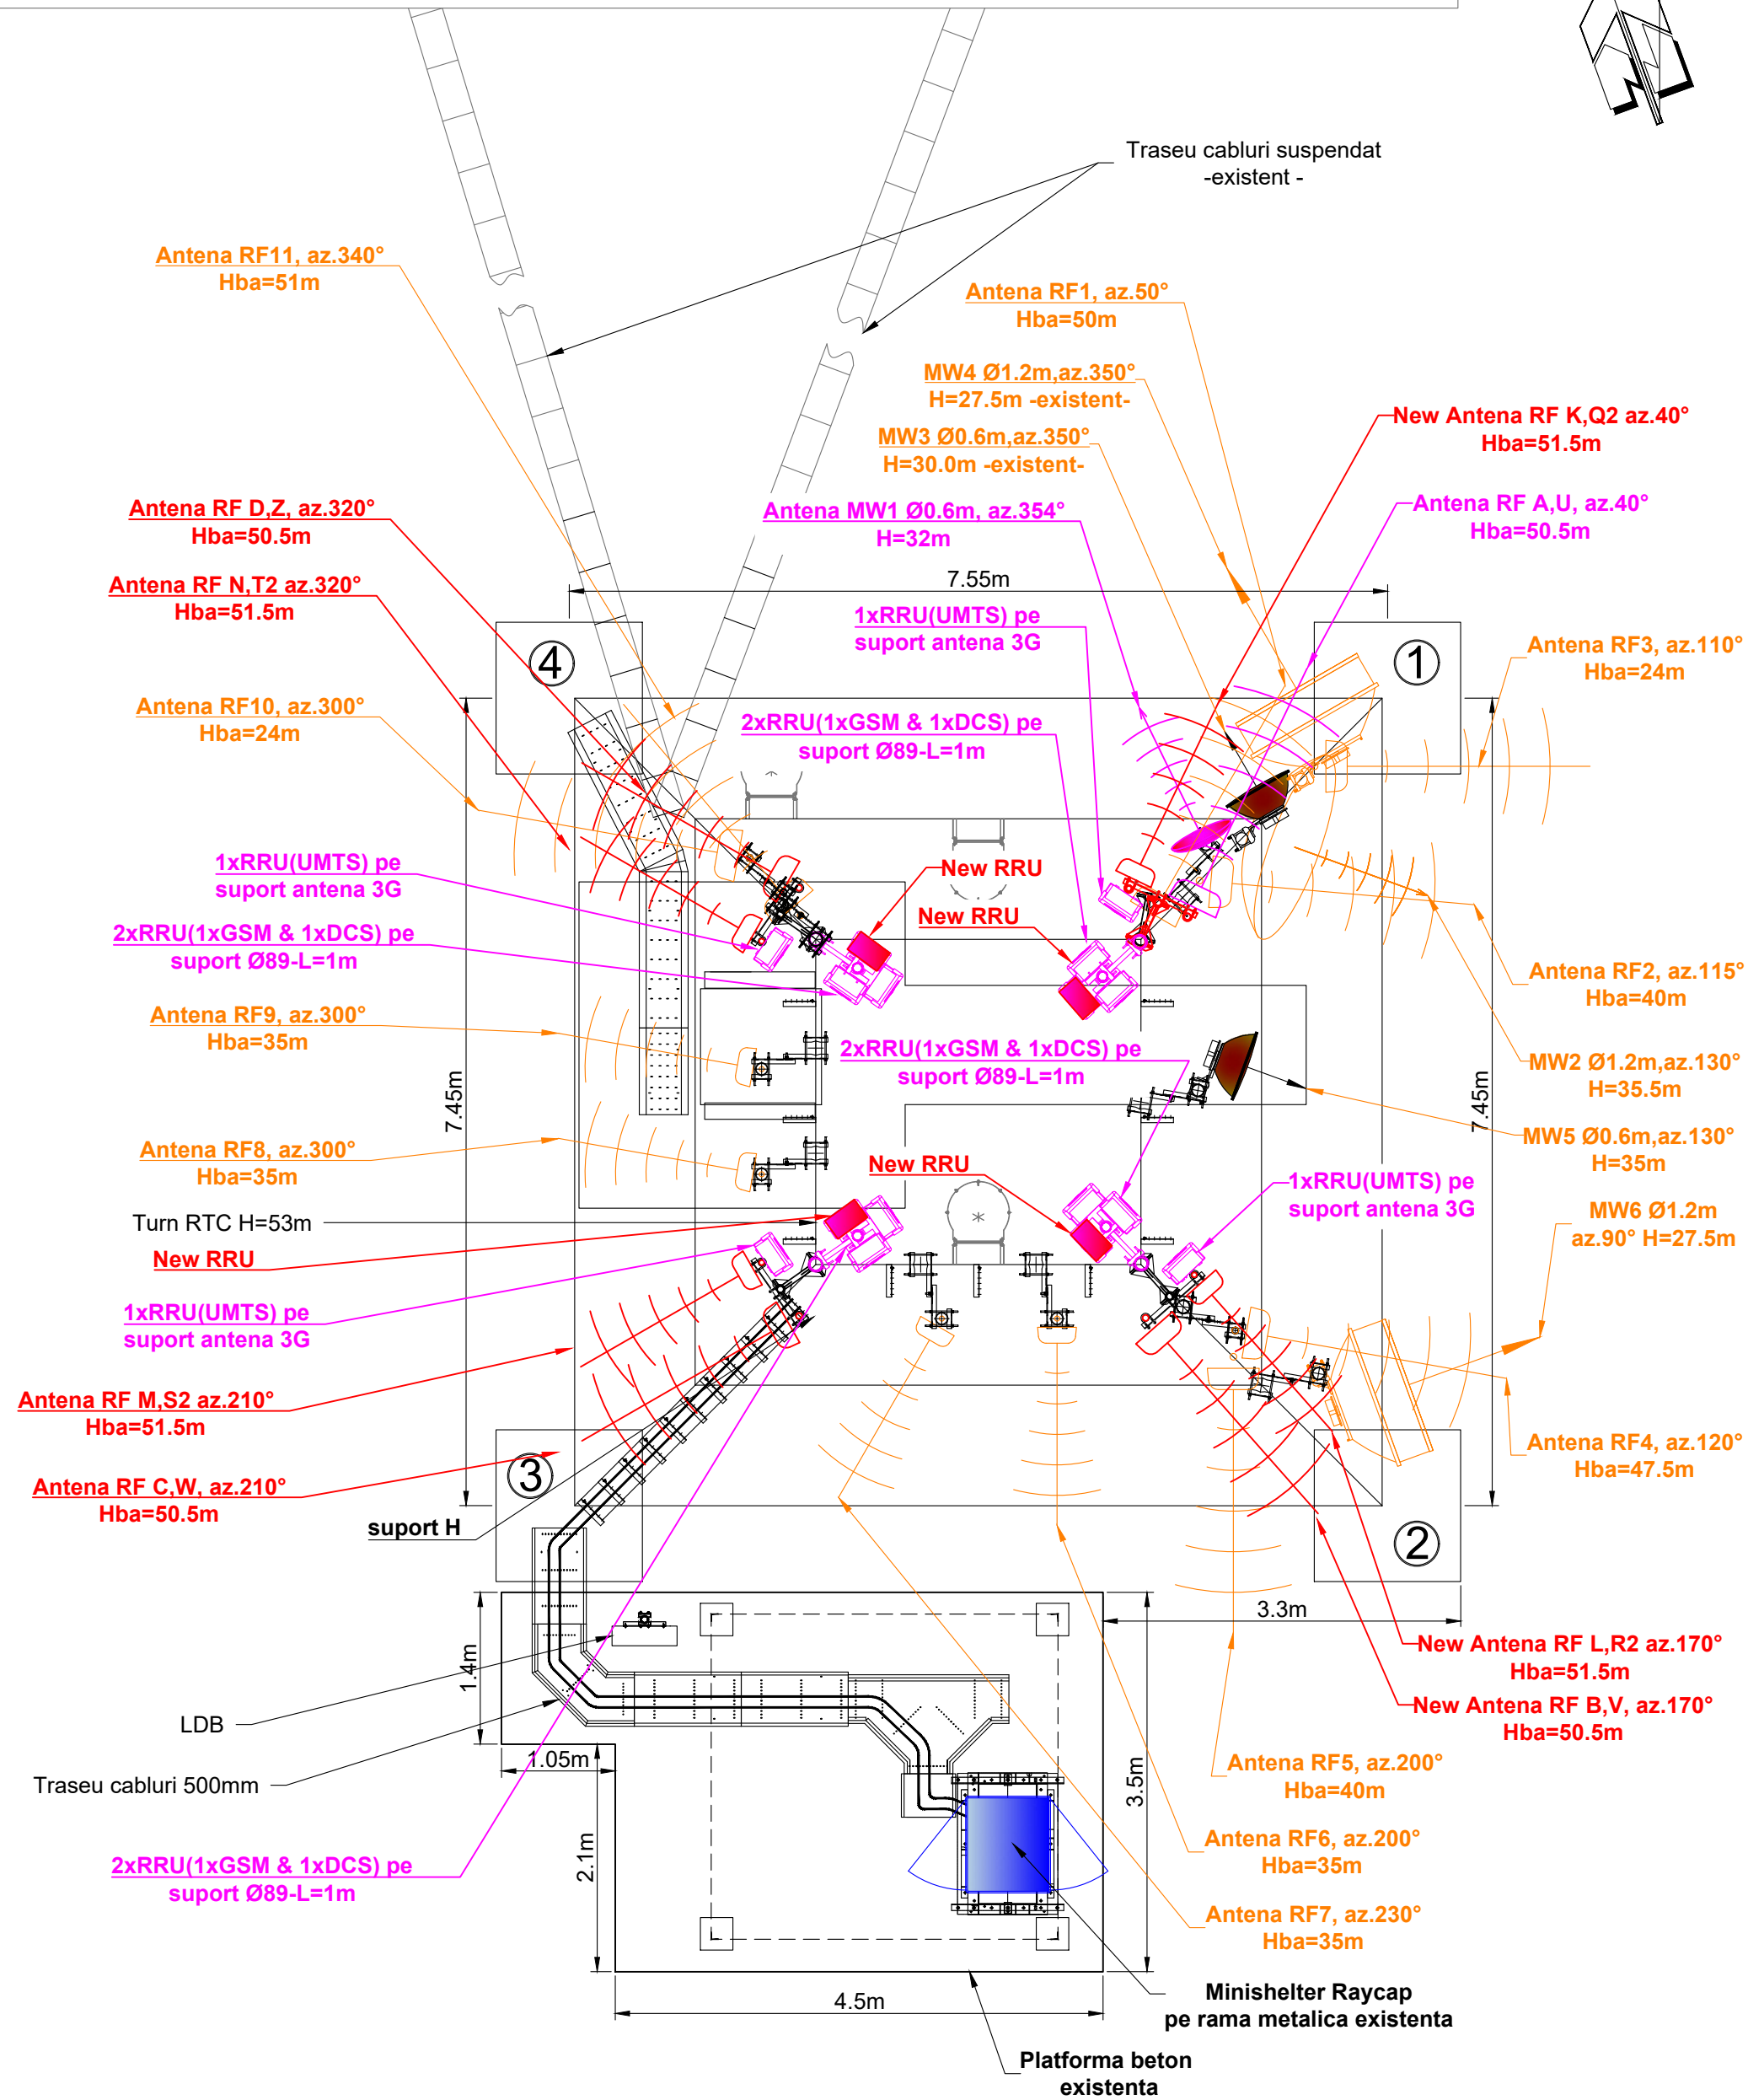 Traseu cabluri suspendat
-existent -
Antena RF11, az.340°
Hba=51m
Antena RF1, az.50°
Hba=50m
MW4 Ø1.2m,az.350°
H=27.5m -existent-
MW3 Ø0.6m,az.350°
H=30.0m -existent-
New Antena RF K,Q2 az.40°
Hba=51.5m
Antena RF D,Z, az.320°
Hba=50.5m
Antena MW1 Ø0.6m, az.354°
H=32m
Antena RF A,U, az.40°
Hba=50.5m
Antena RF N,T2 az.320°
Hba=51.5m
7.55m
1xRRU(UMTS) pe
suport antena 3G
4
1
Antena RF3, az.110°
Hba=24m
Antena RF10, az.300°
Hba=24m
2xRRU(1xGSM & 1xDCS) pe
suport Ø89-L=1m
1xRRU(UMTS) pe
suport antena 3G
New RRU
New RRU
2xRRU(1xGSM & 1xDCS) pe
suport Ø89-L=1m
Antena RF2, az.115°
Hba=40m
Antena RF9, az.300°
Hba=35m
2xRRU(1xGSM & 1xDCS) pe
suport Ø89-L=1m
MW2 Ø1.2m,az.130°
H=35.5m
7.45m
7.45m
MW5 Ø0.6m,az.130°
H=35m
Antena RF8, az.300°
Hba=35m
New RRU
1xRRU(UMTS) pe
suport antena 3G
MW6 Ø1.2m
az.90° H=27.5m
Turn RTC H=53m
New RRU
1xRRU(UMTS) pe
suport antena 3G
Antena RF M,S2 az.210°
Hba=51.5m
Antena RF4, az.120°
Hba=47.5m
3
Antena RF C,W, az.210°
Hba=50.5m
suport H
2
3.3m
1.4m
New Antena RF L,R2 az.170°
Hba=51.5m
New Antena RF B,V, az.170°
Hba=50.5m
LDB
1.05m
Traseu cabluri 500mm
3.5m
Antena RF5, az.200°
Hba=40m
2.1m
Antena RF6, az.200°
Hba=35m
2xRRU(1xGSM & 1xDCS) pe
suport Ø89-L=1m
Antena RF7, az.230°
Hba=35m
4.5m
Minishelter Raycap
pe rama metalica existenta
Platforma beton
existenta